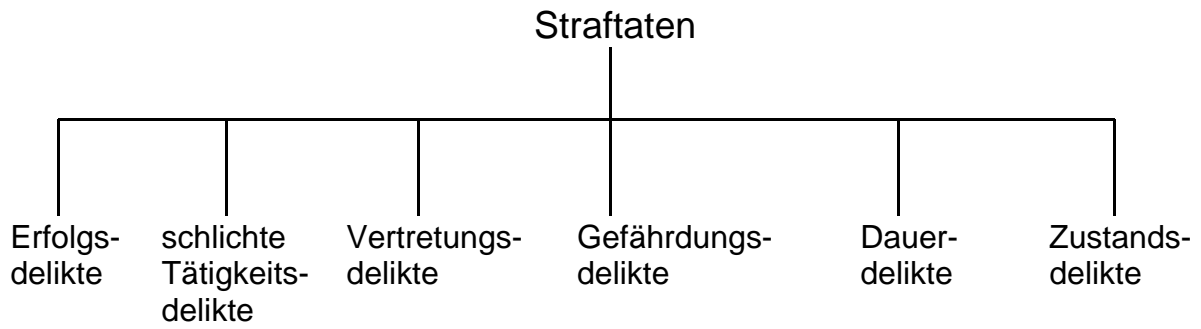 Straftaten
Erfolgs-
delikte
schlichte
Tätigkeits-
delikte
Vertretungs-
delikte
Gefährdungs-
delikte
Dauer-
delikte
Zustands-
delikte